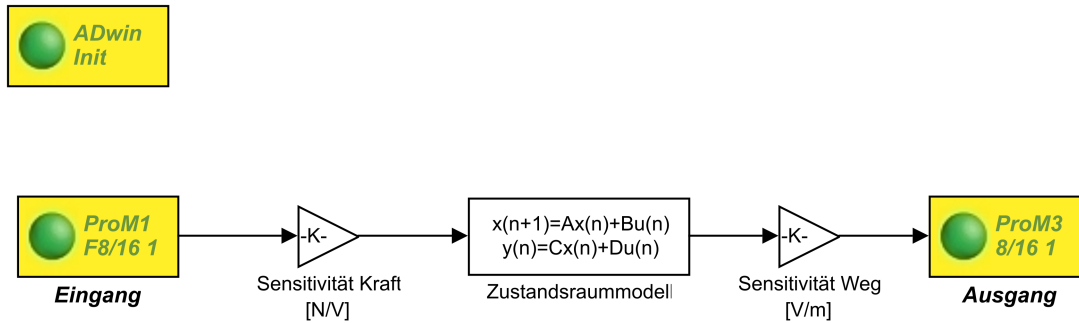 ADwin
Init
ProM1
F8/16 1
Eingang
-K-
Sensitivität Kraft
[N/V]
x(n+1)=Ax(n)+Bu(n)
y(n)=Cx(n)+Du(n)
Zustandsraummodell
-K-
Sensitivität Weg
[V/m]
ProM3
8/16 1
Ausgang